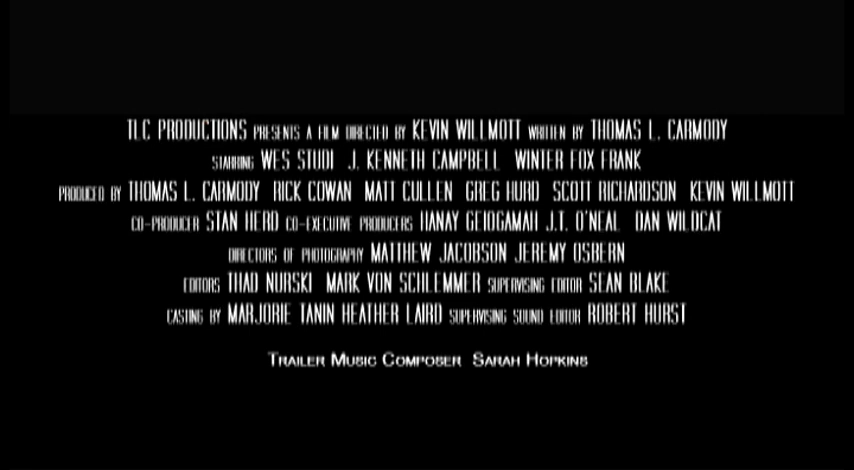 TLC PRODUCTIONS PRESENTS A FILM DIRECTED BY KEVIN WILLMOTT WRITTEN BY THOMAS L. CARMODY
STARRING WES STUDI J. KENNETH CAMPBELL WINTER FOX FRANK
PRODUCED BY THOMAS L. CARMODY RICK COWAN MATT CULLEN GREG HURD SCOTT RICHARDSON KEVIN WILLMOTT
CO-PRODUCER STAN HERD CO-EXECUTIVE PRODUCERS HANAY GEIOGAMAH J.T. O'NEAL DAN WILDCAT
DIRECTORS OF PHOTOGRAPHY MATTHEW JACOBSON JEREMY OSBERN
EDITORS THAD NURSKI MARK VON SCHLEMMER SUPERVISING EDITOR SEAN BLAKE
CASTING BY MARJORIE TANIN HEATHER LAIRD SUPERVISING SOUND EDITOR ROBERT HURST
TRAILER MUSIC COMPOSER SARAH HOPKINS